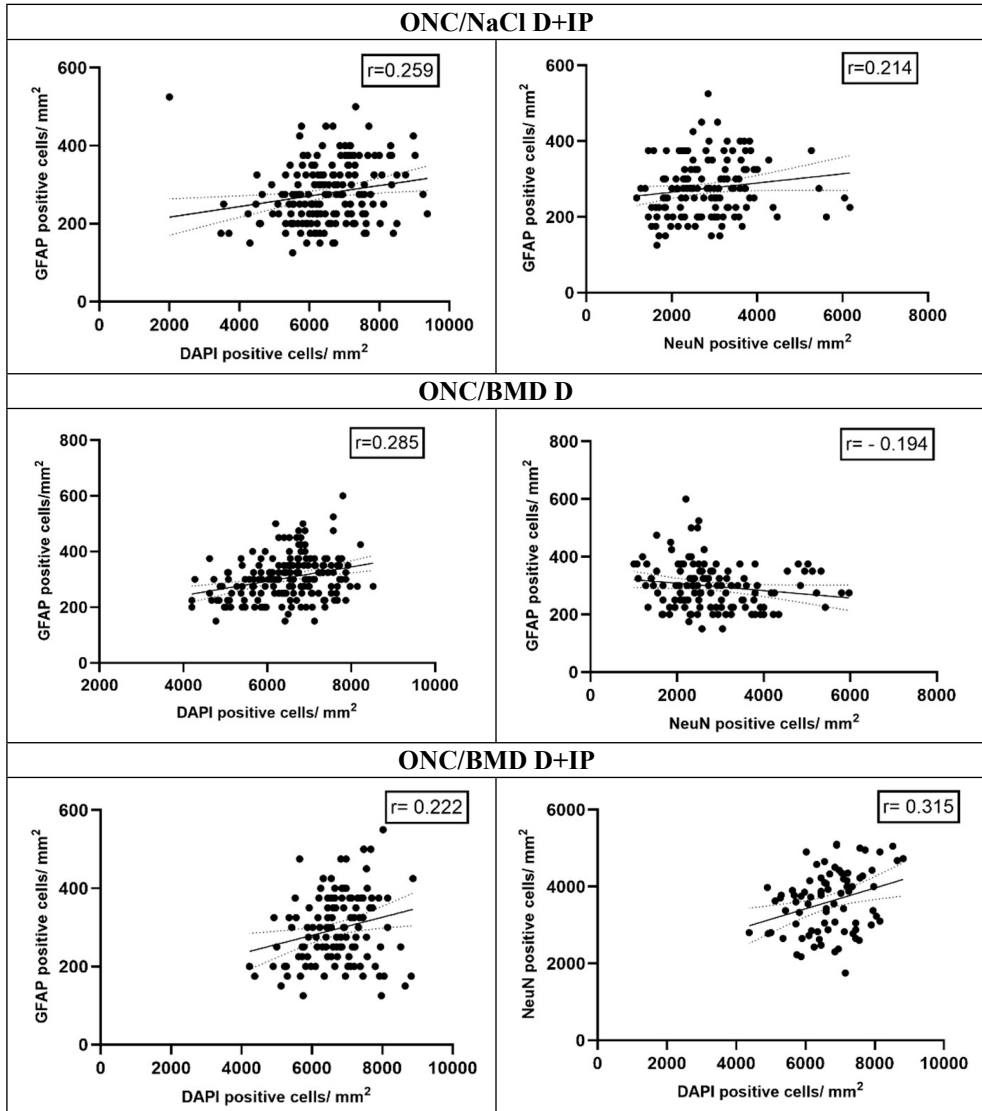 ONC/NaCl D+IP
r=0.259
GFAP positive cells/ mm²
600
400
200
0
0 2000 4000 6000 8000 10000
DAPI positive cells/ mm²
r=0.214
GFAP positive cells/ mm²
600
400
200
0
0 2000 4000 6000 8000
NeuN positive cells/ mm²
ONC/BMD D
r=0.285
GFAP positive cells/mm²
800
600
400
200
0
2000 4000 6000 8000 10000
DAPI positive cells/ mm²
r= - 0.194
GFAP positive cells/ mm²
800
600
400
200
0
0 2000 4000 6000 8000
NeuN positive cells/ mm²
ONC/BMD D+IP
r= 0.222
GFAP positive cells/ mm²
600
400
200
0
0 2000 4000 6000 8000 10000
DAPI positive cells/ mm²
r= 0.315
NeuN positive cells/ mm²
6000
4000
2000
0
0 2000 4000 6000 8000 10000
DAPI positive cells/ mm²